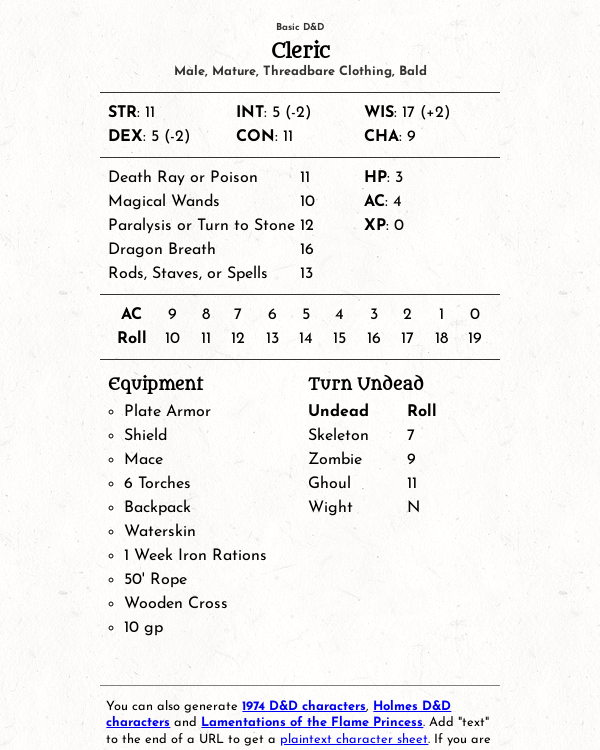 Basic D&D
Cleric
Male, Mature, Threadbare Clothing, Bald
STR: 11 INT: 5 (-2) WIS: 17 (+2)
DEX: 5 (-2) CON: 11 CHA: 9
Death Ray or Poison 11 HP: 3
Magical Wands 10 AC: 4
Paralysis or Turn to Stone 12 XP: 0
Dragon Breath 16
Rods, Staves, or Spells 13
AC 9 8 7 6 5 4 3 2 1 0
Roll 10 11 12 13 14 15 16 17 18 19
Equipment
Plate Armor
Shield
Mace
6 Torches
Backpack
Waterskin
1 Week Iron Rations
50' Rope
Wooden Cross
10 gp
Turn Undead
Undead Roll
Skeleton 7
Zombie 9
Ghoul 11
Wight N
You can also generate 1974 D&D characters, Holmes D&D
characters and Lamentations of the Flame Princess. Add "text"
to the end of a URL to get a plaintext character sheet. If you are